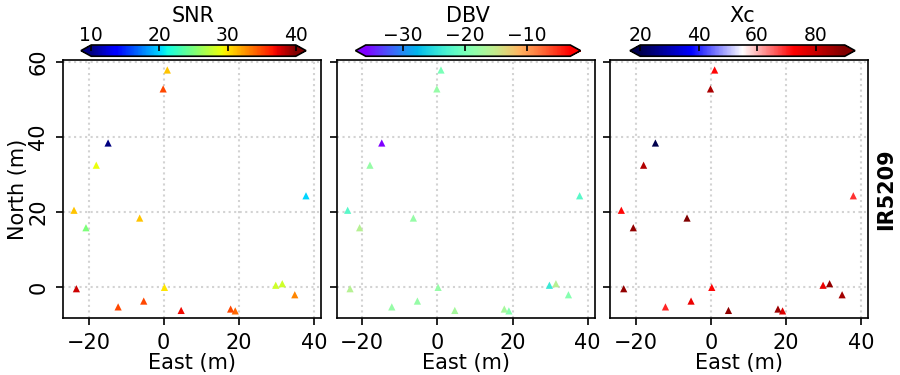 SNR DBV Xc
10 20 30 40 −30 −20 −10 20 40 60 80
60
40
20
0
North (m)
IR5209
−20 0 20 40 −20 0 20 40 −20 0 20 40
East (m) East (m) East (m)